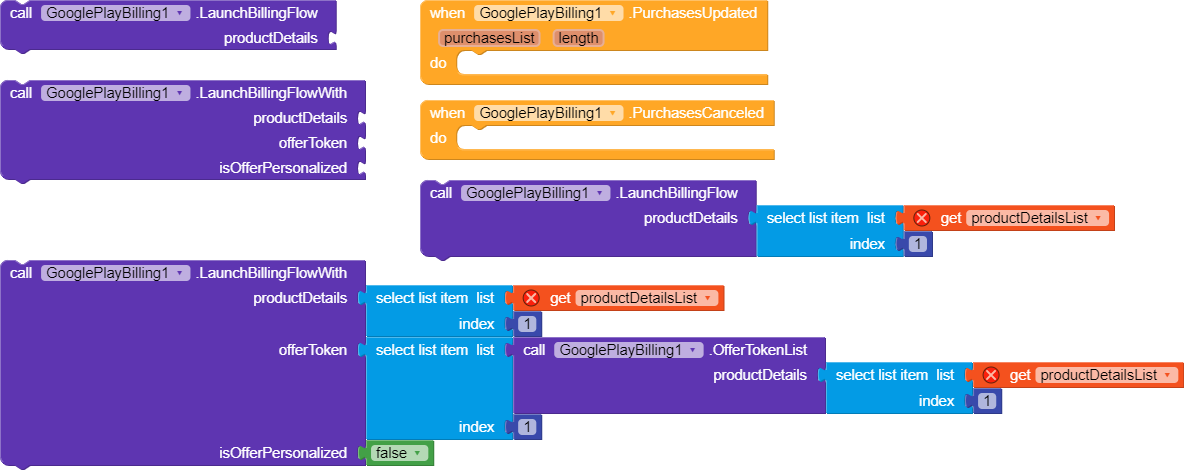 call GooglePlayBilling1 .LaunchBillingFlow
productDetails
call GooglePlayBilling1 .LaunchBillingFlowWith
productDetails
offerToken
isOfferPersonalized
when GooglePlayBilling1 .PurchasesUpdated
purchasesList length
do
when GooglePlayBilling1 .PurchasesCanceled
do
call GooglePlayBilling1 .LaunchBillingFlow
productDetails select list item list get productDetailsList
index 1
call GooglePlayBilling1 .LaunchBillingFlowWith
productDetails select list item list get productDetailsList
index 1
offerToken select list item list call GooglePlayBilling1 .OfferTokenList
productDetails select list item list get productDetailsList
index 1
index 1
isOfferPersonalized false